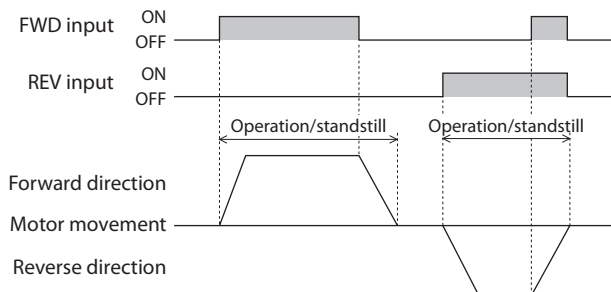 FWD input ON
OFF
REV input ON
OFF
Operation/standstill Operation/standstill
Forward direction
Motor movement
Reverse direction